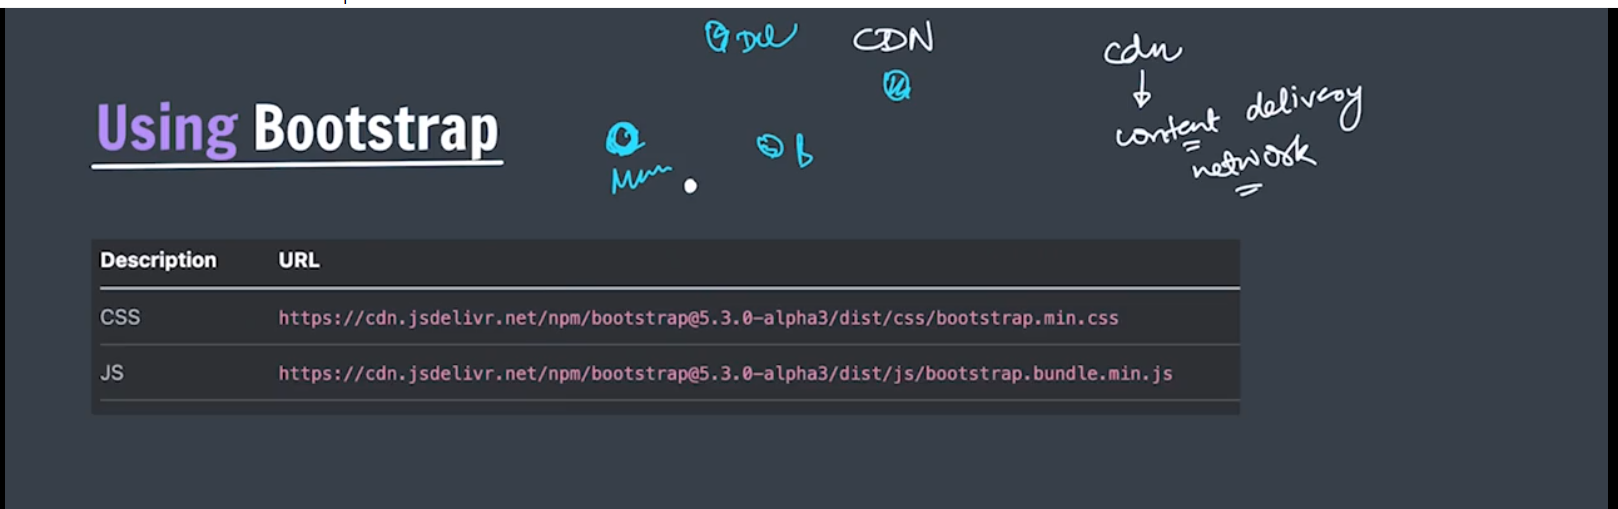 Del CDN
cdn
content delivery
network
Using Bootstrap
b
Mum
Description URL
CSS https://cdn.jsdelivr.net/npm/bootstrap@5.3.0-alpha3/dist/css/bootstrap.min.css
JS https://cdn.jsdelivr.net/npm/bootstrap@5.3.0-alpha3/dist/js/bootstrap.bundle.min.js